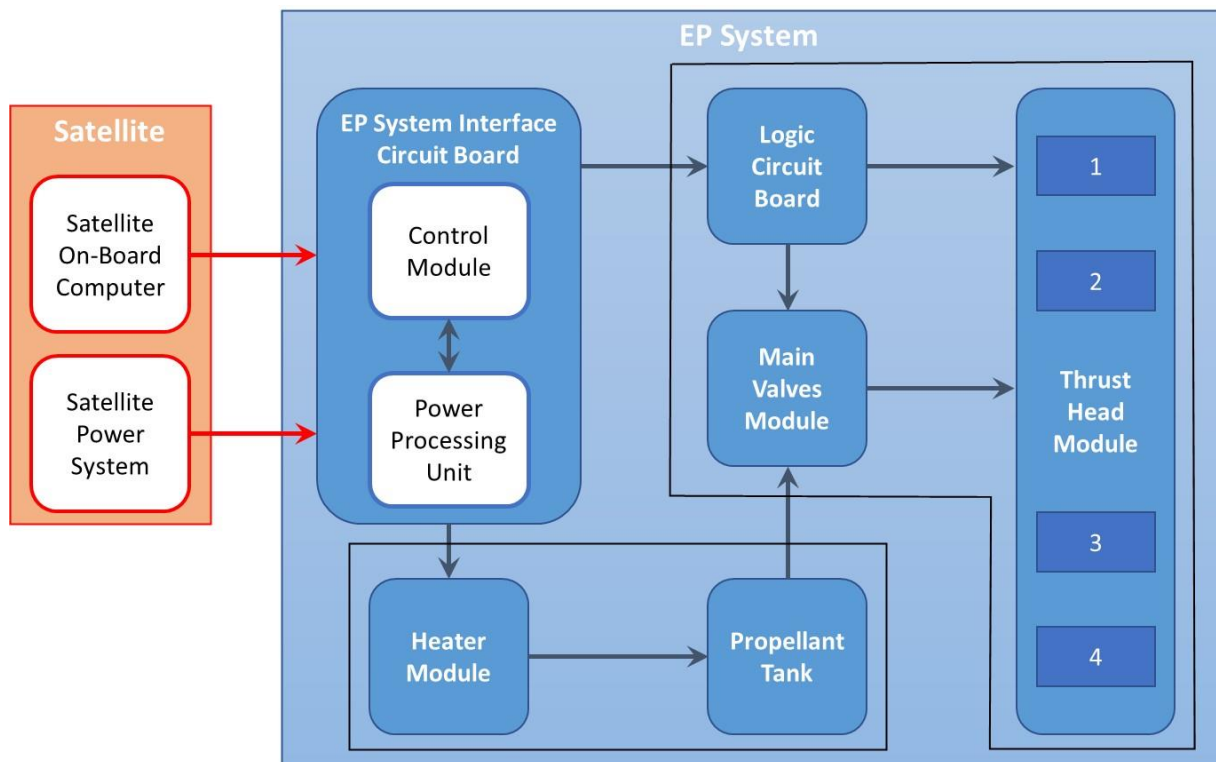 EP System
Satellite
Satellite
On-Board
Computer
Satellite
Power
System
EP System Interface
Circuit Board
Control
Module
Power
Processing
Unit
Logic
Circuit
Board
Main
Valves
Module
Heater
Module
Propellant
Tank
1
2
Thrust
Head
Module
3
4